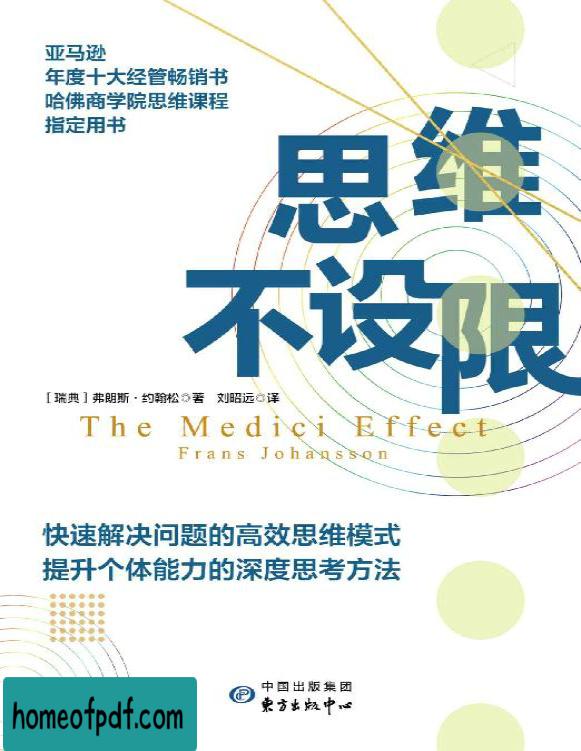 亚马逊
年度十大经管畅销书
哈佛商学院思维课程
指定用书
思维
不设限
[瑞典]弗朗斯·约翰松◎著 刘昭远◎译
The Medici Effect
Frans Johansson
快速解决问题的高效思维模式
提升个体能力的深度思考方法
中国出版集团
东方出版中心
homeofpdf.com